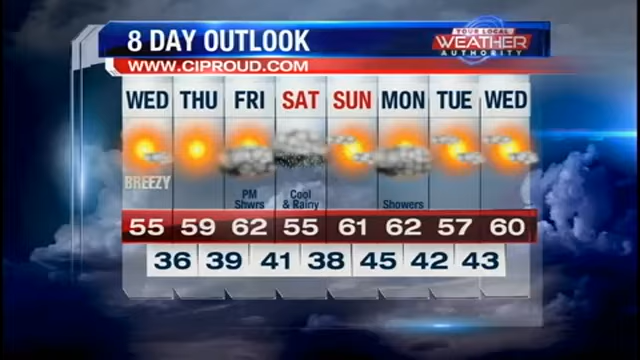 8 DAY OUTLOOK
YOUR LOCAL
WEATHER
AUTHORITY
WWW.CIPROUD.COM
WED THU FRI SAT SUN MON TUE WED
BREEZY
PM
Shwrs
Cool
& Rainy
Showers
55 59 62 55 61 62 57 60
36 39 41 38 45 42 43